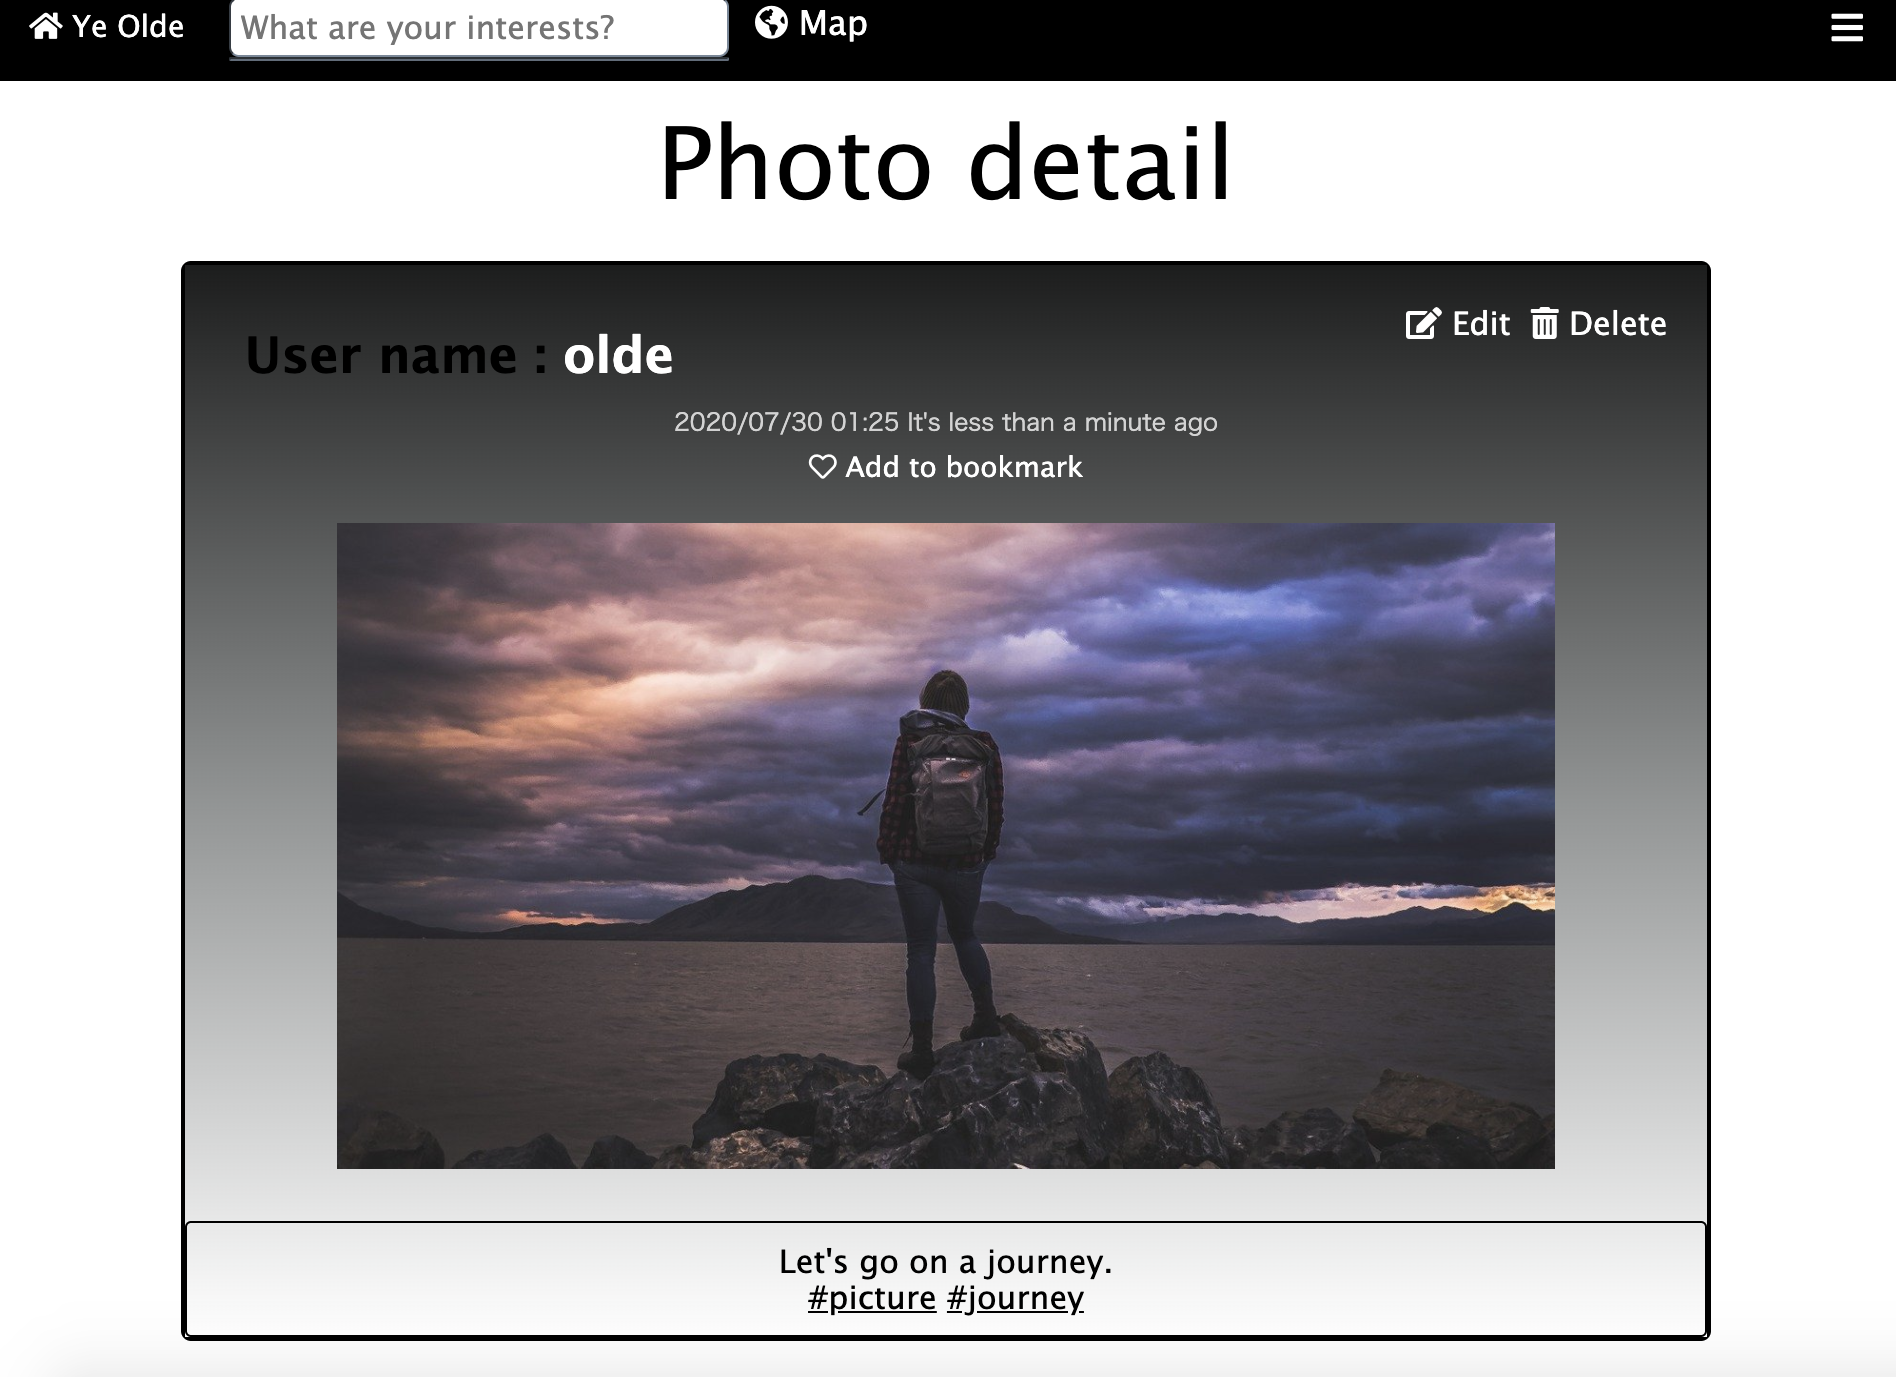 Ye Olde
What are your interests?
Map
Photo detail
Edit Delete
User name : olde
2020/07/30 01:25 It's less than a minute ago
Add to bookmark
Let's go on a journey.
#picture #journey